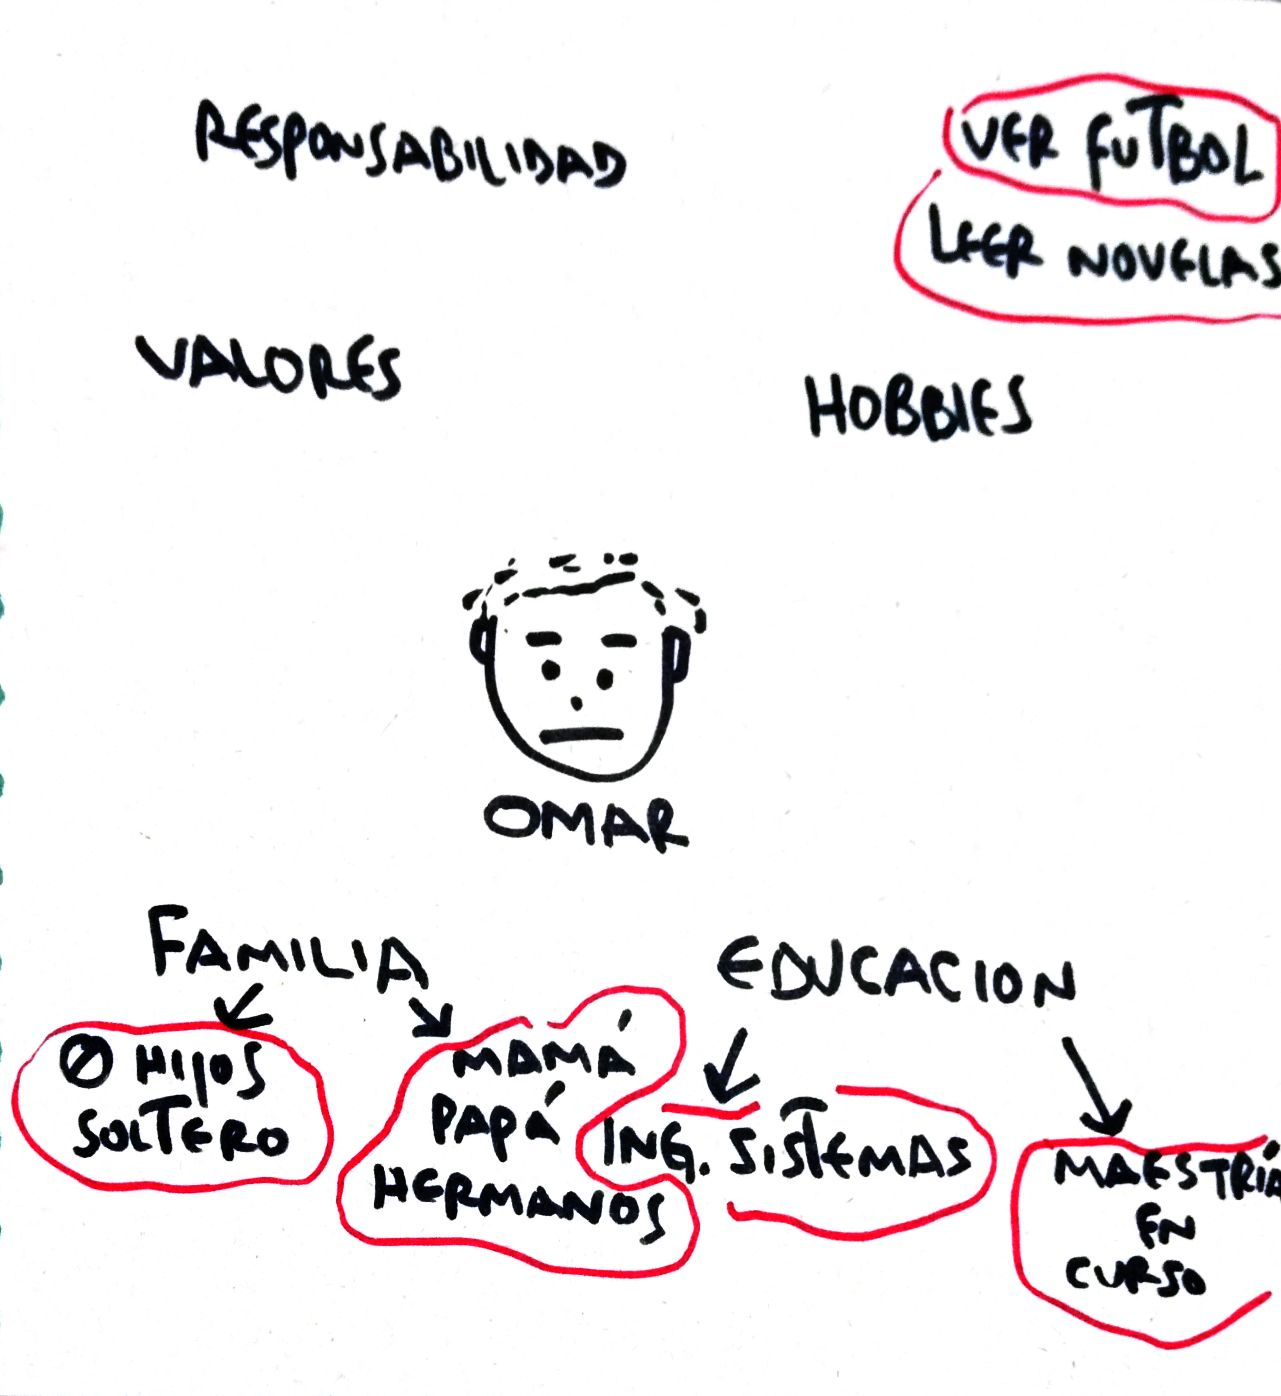 RESPONSABILIDAD
VER FUTBOL
LEER NOVELAS
VALORES
HOBBIES
OMAR
FAMILIA
EDUCACION
0 HIJOS
SOLTERO
MAMÁ
PAPÁ
HERMANOS
ING. SISTEMAS
MAESTRÍA
EN
CURSO